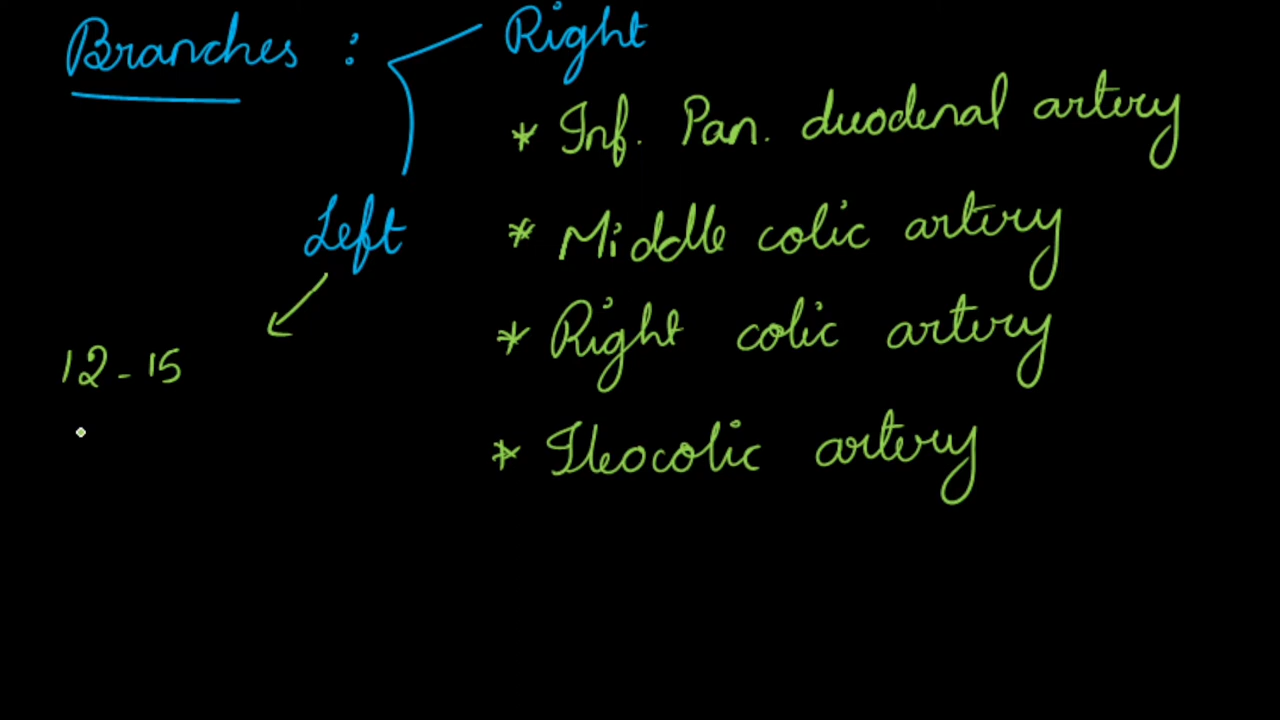 Branches :
Right
* Inf. Pan. duodenal artery
* Middle colic artery
* Right colic artery
* Ileocolic artery
Left
12 - 15